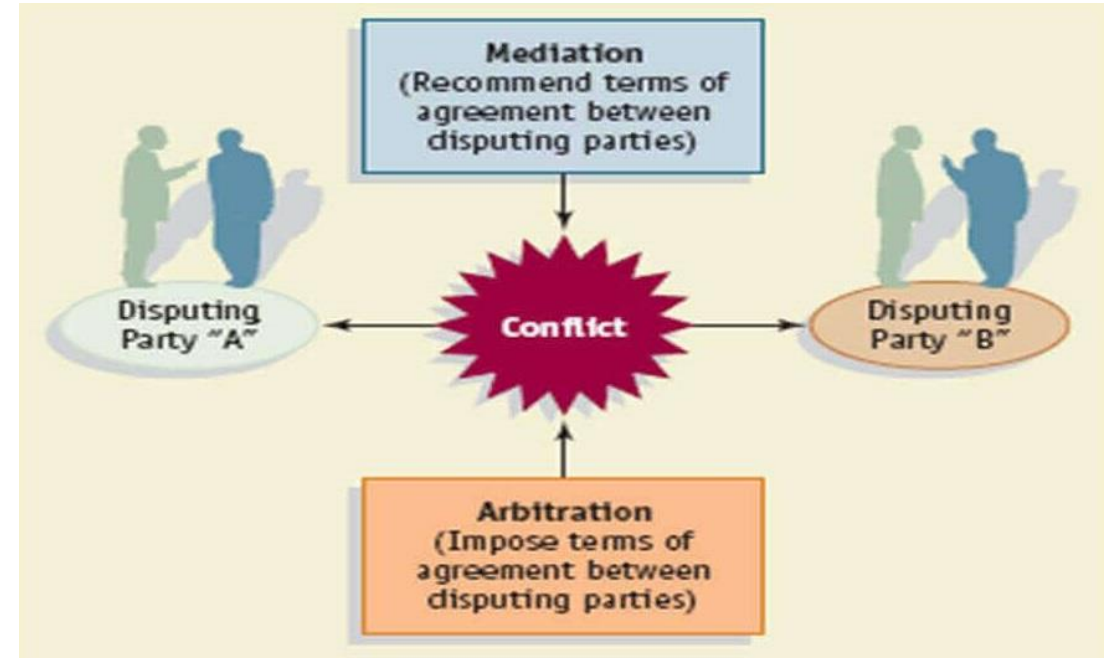 Mediation
(Recommend terms of
agreement between
disputing parties)
Disputing
Party "A"
Conflict
Disputing
Party "B"
Arbitration
(Impose terms of
agreement between
disputing parties)